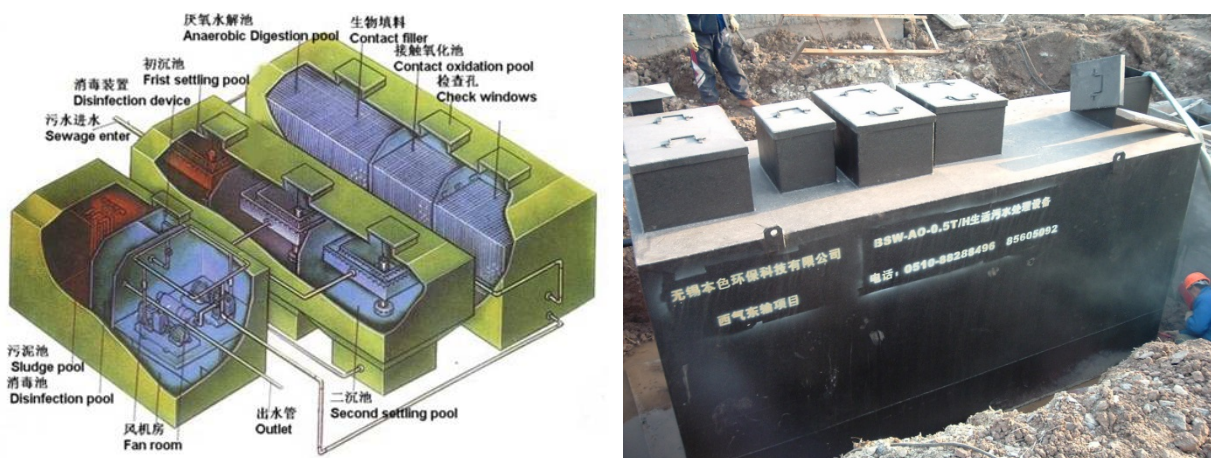 厌氧水解池
Anaerobic Digestion pool
生物填料
Contact filler
接触氧化池
Contact oxidation pool
检查孔
Check windows
初沉池
Frist settling pool
消毒装置
Disinfection device
污水进水
Sewage enter
污泥池
Sludge pool
消毒池
Disinfection pool
风机房
Fan room
出水管
Outlet
二沉池
Second settling pool
无锡本色环保科技有限公司
西气东输项目
BSW-AO-0.5T/H生活污水处理设备
电话：0510-88288496 85605092